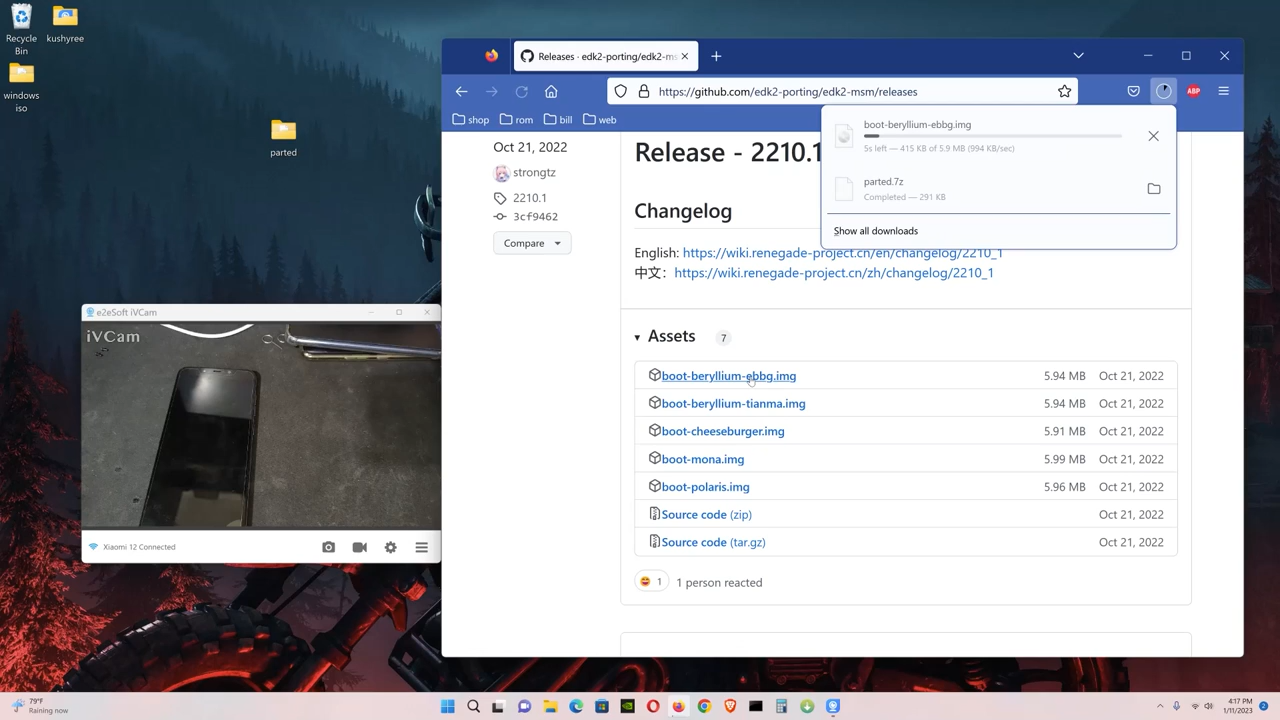 Recycle
Bin
kushyree
windows
iso
parted
Releases · edk2-porting/edk2-ms
https://github.com/edk2-porting/edk2-msm/releases
ABP
shop
rom
bill
web
boot-beryllium-ebbg.img
5s left — 415 KB of 5.9 MB (994 KB/sec)
parted.7z
Completed — 291 KB
Show all downloads
Oct 21, 2022
strongtz
2210.1
3cf9462
Compare
Release - 2210.1
Changelog
English: https://wiki.renegade-project.cn/en/changelog/2210_1
中文： https://wiki.renegade-project.cn/zh/changelog/2210_1
Assets 7
boot-beryllium-ebbg.img 5.94 MB Oct 21, 2022
boot-beryllium-tianma.img 5.94 MB Oct 21, 2022
boot-cheeseburger.img 5.91 MB Oct 21, 2022
boot-mona.img 5.99 MB Oct 21, 2022
boot-polaris.img 5.96 MB Oct 21, 2022
Source code (zip) Oct 21, 2022
Source code (tar.gz) Oct 21, 2022
1 1 person reacted
e2eSoft iVCam
iVCam
Xiaomi 12 Connected
79°F
Raining now
4:17 PM
1/11/2023
2